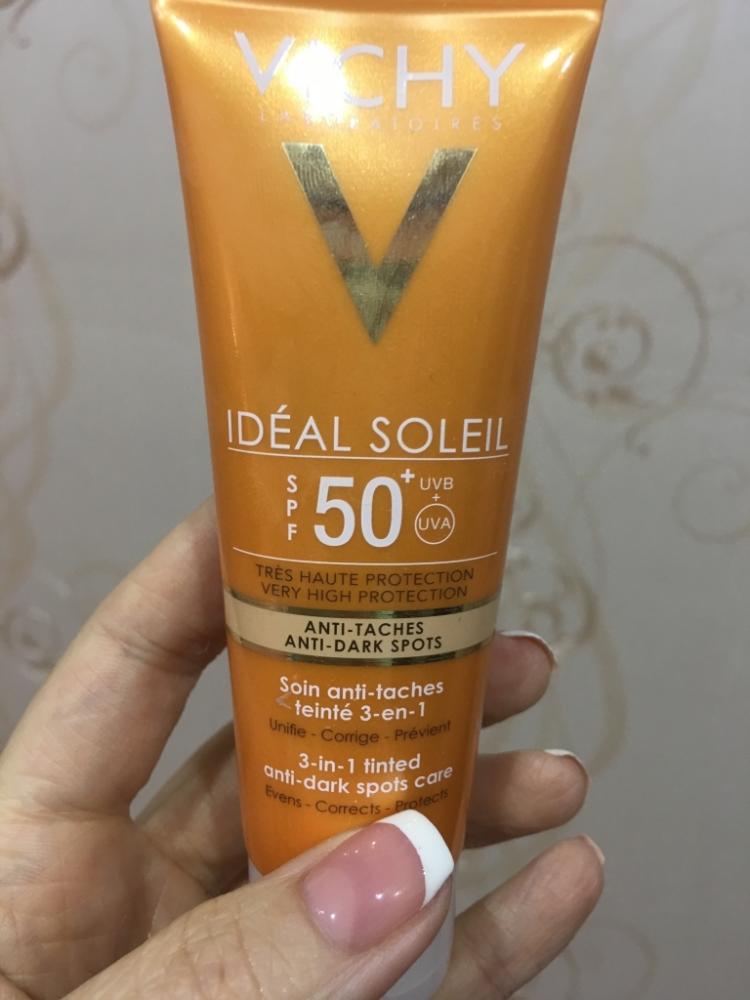 VICHY
LABORATOIRES
V
IDÉAL SOLEIL
SPF 50+ UVB + UVA
TRÈS HAUTE PROTECTION
VERY HIGH PROTECTION
ANTI-TACHES
ANTI-DARK SPOTS
Soin anti-taches
teinté 3-en-1
Unifie - Corrige - Prévient
3-in-1 tinted
anti-dark spots care
Evens - Corrects - Protects